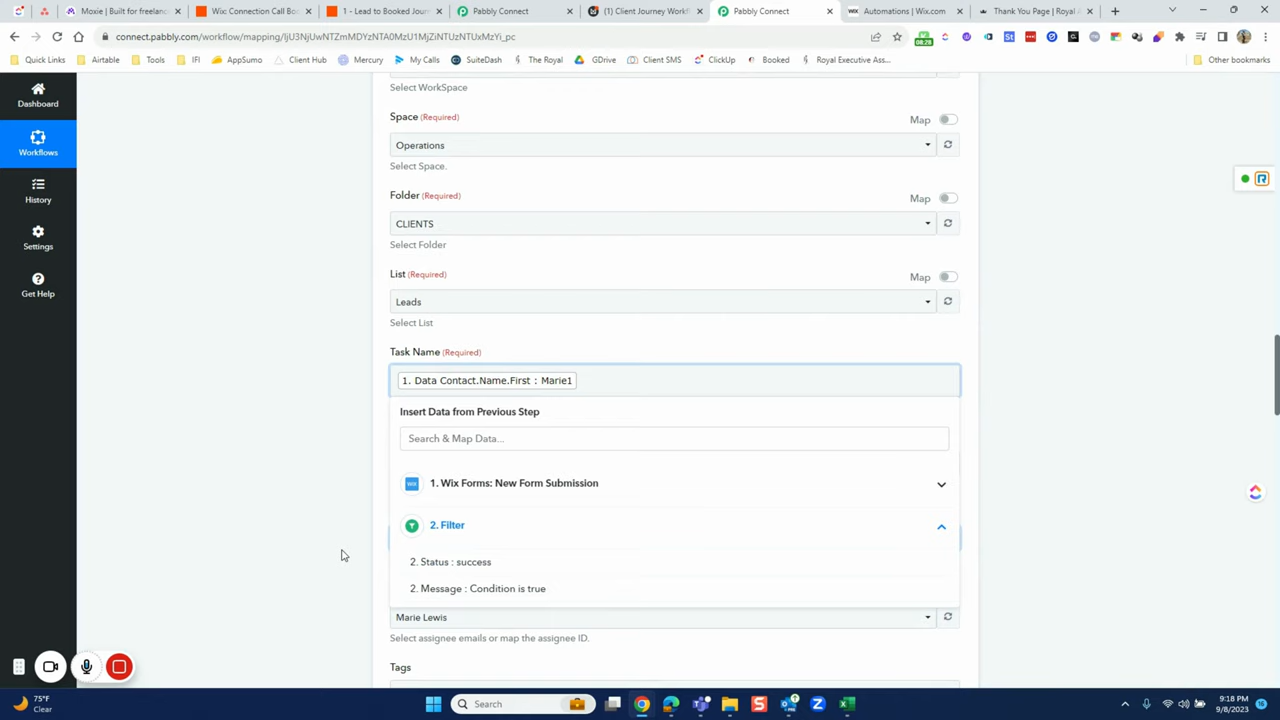 Moxie | Built for freelance
Wix Connection Call Boo
1 - Lead to Booked Journ
Pabbly Connect
(1) Client Journey Workf
Pabbly Connect
Automations | Wix.com
Thank You Page | Royal A
connect.pabbly.com/workflow/mapping/IjU3NjUwNTZmMDYzNTA0MzU1MjZiNTUzNTUxMzYi_pc
08:28
Quick Links
Airtable
Tools
IFI
AppSumo
Client Hub
Mercury
My Calls
SuiteDash
The Royal
GDrive
Client SMS
ClickUp
Booked
Royal Executive Ass...
Other bookmarks
Dashboard
Workflows
History
Settings
Get Help
Select WorkSpace
Space (Required)
Map
Operations
Select Space.
Folder (Required)
Map
CLIENTS
Select Folder
List (Required)
Map
Leads
Select List
Task Name (Required)
1. Data Contact.Name.First : Marie1
Insert Data from Previous Step
Search & Map Data...
WIX
1. Wix Forms: New Form Submission
2. Filter
2. Status : success
2. Message : Condition is true
Marie Lewis
Select assignee emails or map the assignee ID.
Tags
75°F
Clear
Search
9:18 PM
9/8/2023